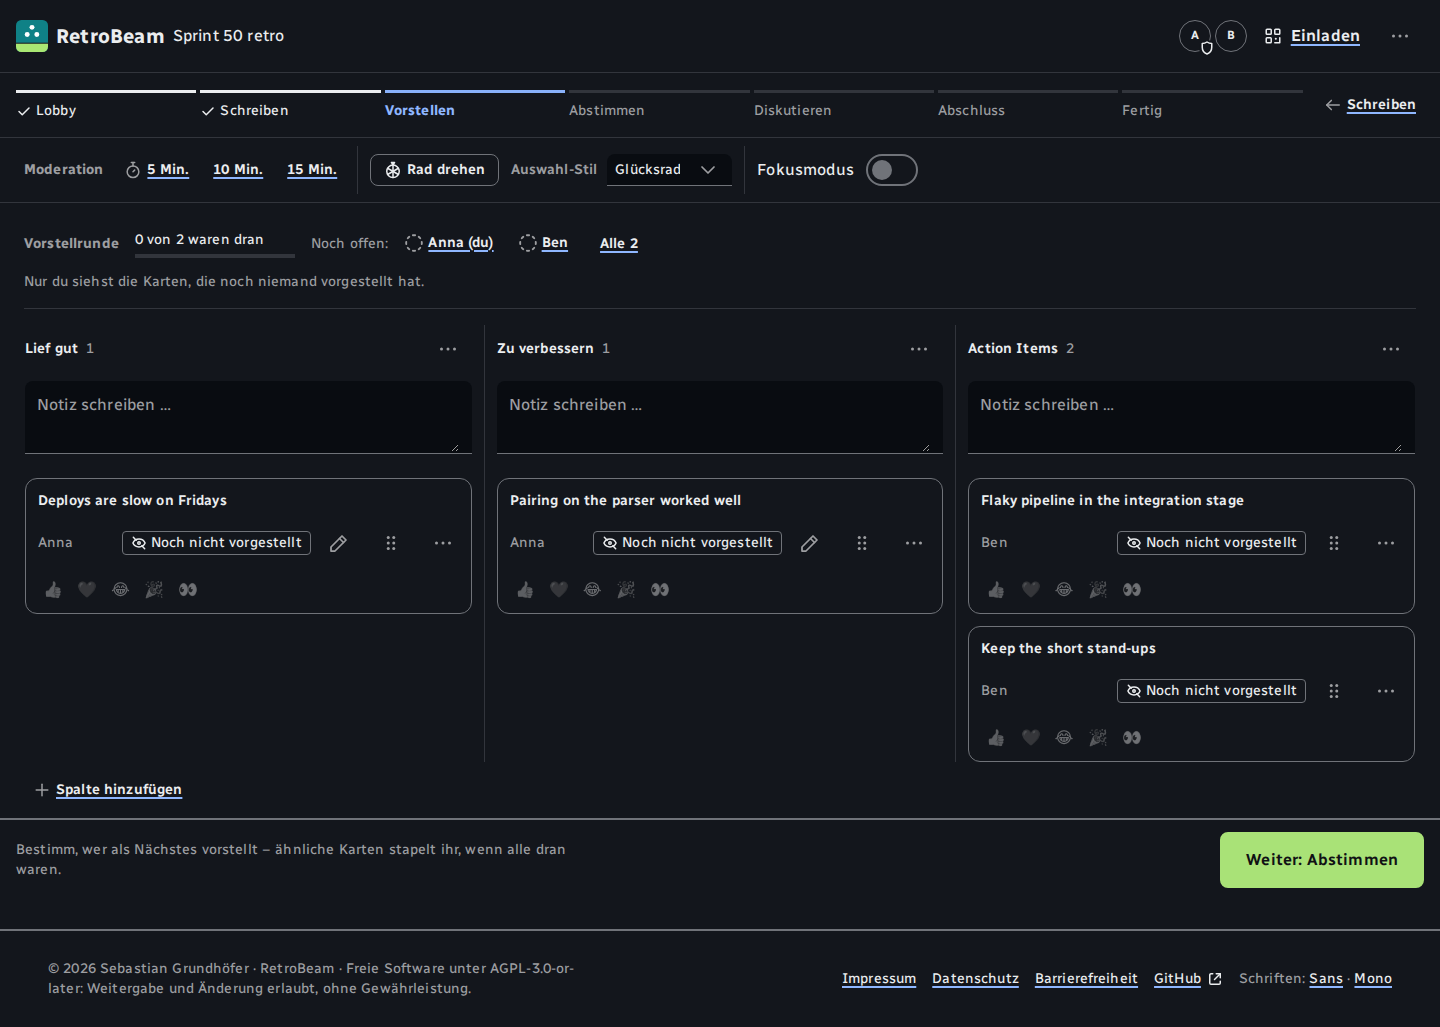 RetroBeam Sprint 50 retro
A B Einladen
Lobby Schreiben Vorstellen Abstimmen Diskutieren Abschluss Fertig Schreiben
Moderation 5 Min. 10 Min. 15 Min. Rad drehen Auswahl-Stil Glücksrad Fokusmodus
Vorstellrunde 0 von 2 waren dran Noch offen: Anna (du) Ben Alle 2
Nur du siehst die Karten, die noch niemand vorgestellt hat.
Lief gut 1
Notiz schreiben ...
Deploys are slow on Fridays
Anna Noch nicht vorgestellt
Zu verbessern 1
Notiz schreiben ...
Pairing on the parser worked well
Anna Noch nicht vorgestellt
Action Items 2
Notiz schreiben ...
Flaky pipeline in the integration stage
Ben Noch nicht vorgestellt
Keep the short stand-ups
Ben Noch nicht vorgestellt
Spalte hinzufügen
Bestimm, wer als Nächstes vorstellt – ähnliche Karten stapelt ihr, wenn alle dran
waren.
Weiter: Abstimmen
© 2026 Sebastian Grundhöfer · RetroBeam · Freie Software unter AGPL-3.0-or-
later: Weitergabe und Änderung erlaubt, ohne Gewährleistung.
Impressum Datenschutz Barrierefreiheit GitHub Schriften: Sans · Mono